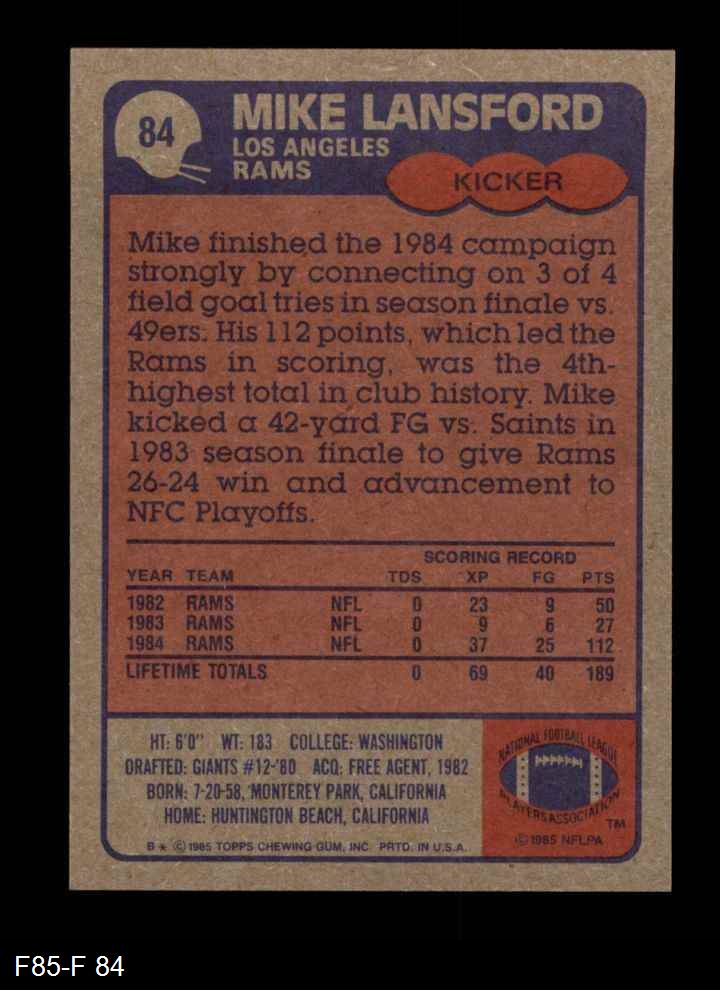 84
MIKE LANSFORD
LOS ANGELES
RAMS
KICKER
Mike finished the 1984 campaign
strongly by connecting on 3 of 4
field goal tries in season finale vs.
49ers. His 112 points, which led the
Rams in scoring, was the 4th-
highest total in club history. Mike
kicked a 42-yard FG vs. Saints in
1983 season finale to give Rams
26-24 win and advancement to
NFC Playoffs.
SCORING RECORD
YEAR TEAM TDS XP FG PTS
1982 RAMS NFL 0 23 9 50
1983 RAMS NFL 0 9 6 27
1984 RAMS NFL 0 37 25 112
LIFETIME TOTALS 0 69 40 189
HT: 6'0" WT: 183 COLLEGE: WASHINGTON
DRAFTED: GIANTS #12-'80 ACQ: FREE AGENT, 1982
BORN: 7-20-58, MONTEREY PARK, CALIFORNIA
HOME: HUNTINGTON BEACH, CALIFORNIA
B* © 1985 TOPPS CHEWING GUM, INC. PRTD. IN U.S.A.
NATIONAL FOOTBALL LEAGUE
PLAYERS ASSOCIATION
TM
© 1985 NFLPA
F85-F 84